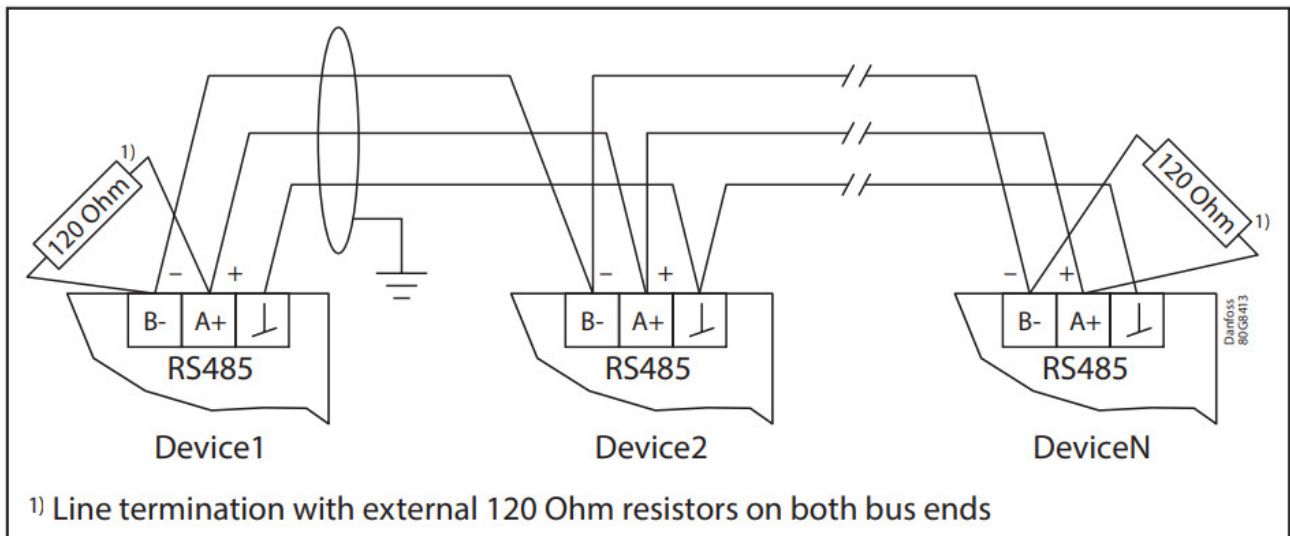 1)
120 Ohm
- +
B- A+
RS485
Device1
- +
B- A+
RS485
Device2
120 Ohm
1)
- +
B- A+
RS485
DeviceN
Danfoss
80G8413
1) Line termination with external 120 Ohm resistors on both bus ends